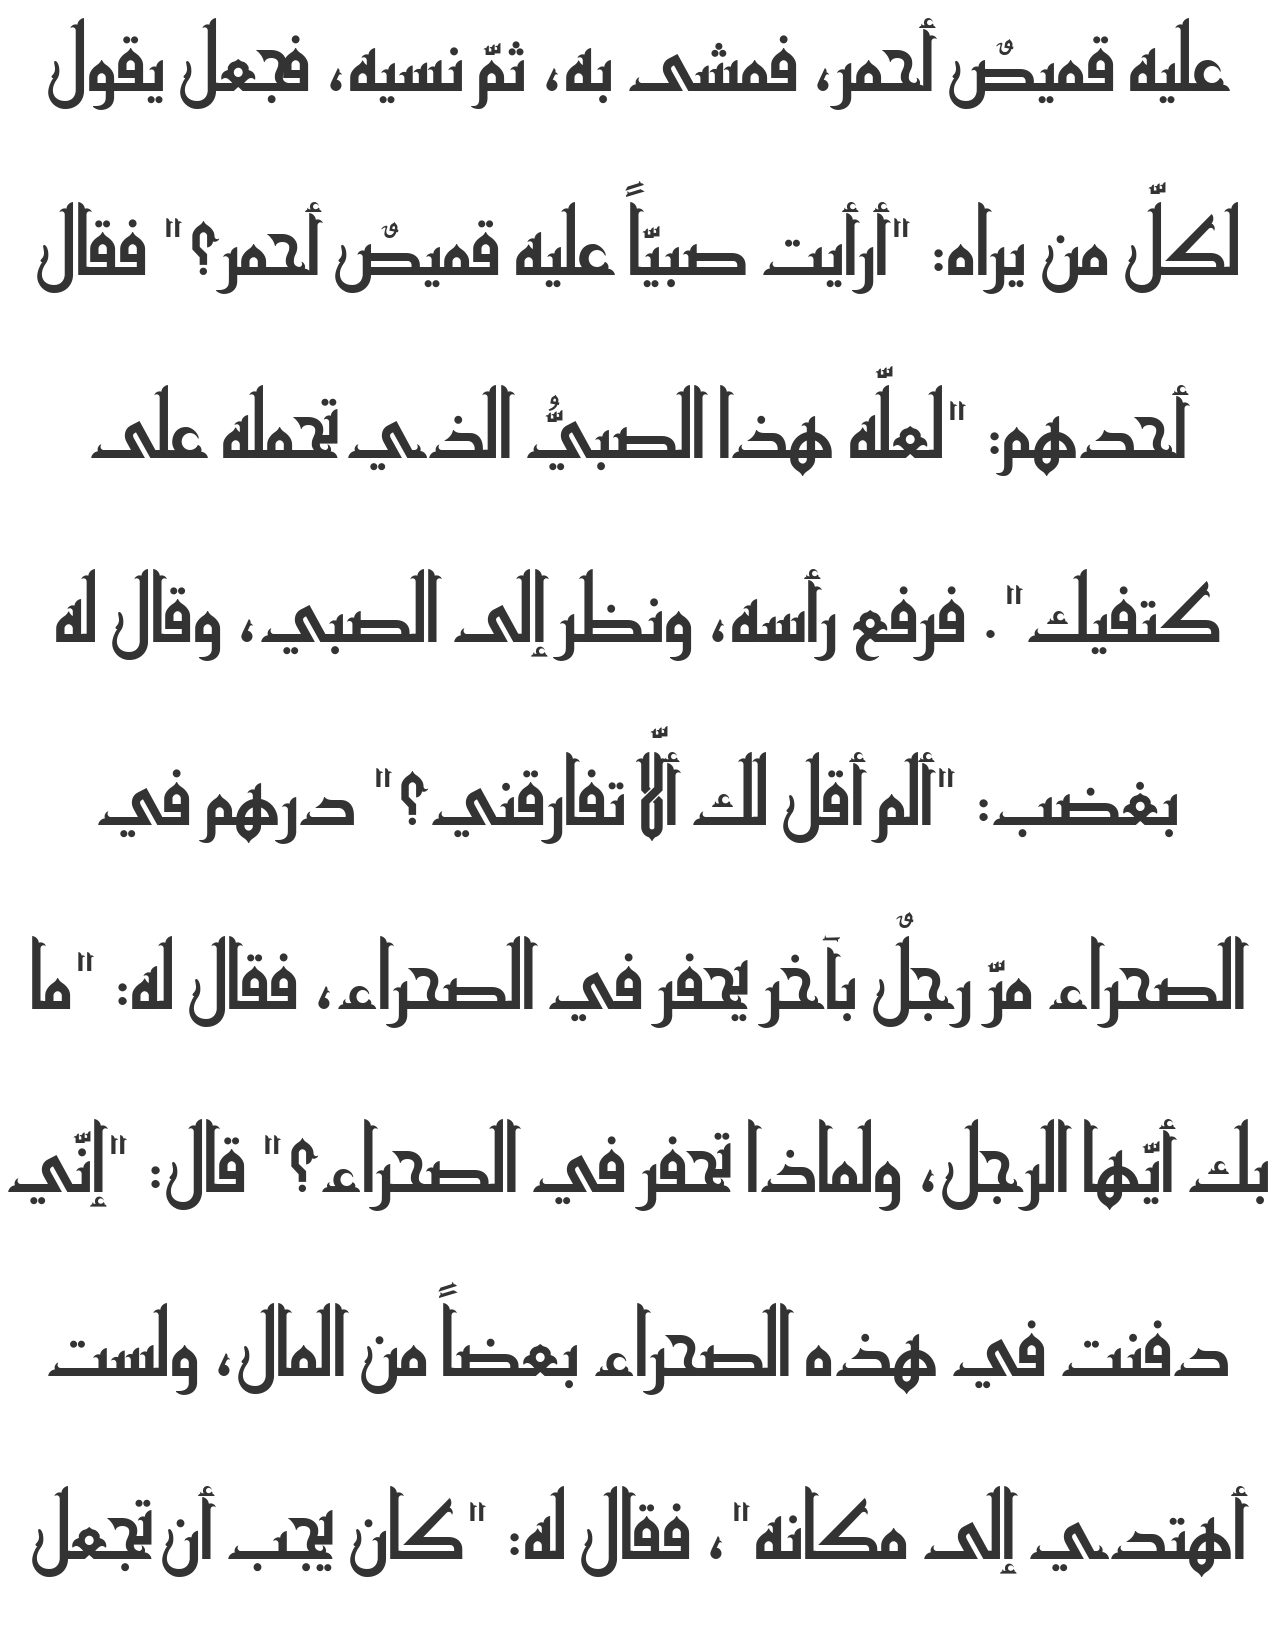 عليه قميصٌ أحمر، فمشى به، ثمّ نسيه، فجعل يقول
لكلّ من يراه: "أرأيت صبيّاً عليه قميصٌ أحمر؟" فقال
أحدهم: "لعلّه هذا الصبيُّ الذي تحمله على
كتفيك". فرفع رأسه، ونظر إلى الصبي، وقال له
بغضب: "ألم أقل لك ألّا تفارقني؟" درهم في
الصحراء مرّ رجلٌ بآخر يحفر في الصحراء، فقال له: "ما
بك أيّها الرجل، ولماذا تحفر في الصحراء؟" قال: "إنّي
دفنت في هذه الصحراء بعضاً من المال، ولست
أهتدي إلى مكانه"، فقال له: "كان يجب أن تجعل